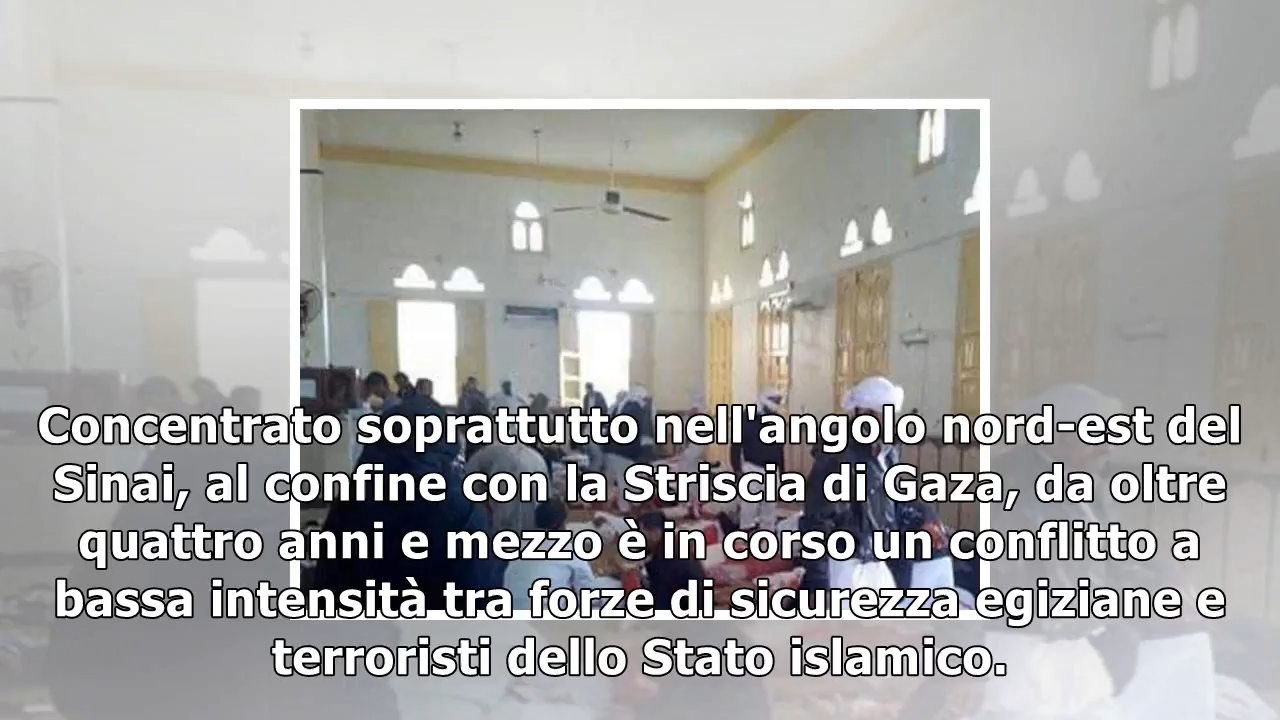 Concentrato soprattutto nell'angolo nord-est del
Sinai, al confine con la Striscia di Gaza, da oltre
quattro anni e mezzo è in corso un conflitto a
bassa intensità tra forze di sicurezza egiziane e
terroristi dello Stato islamico.